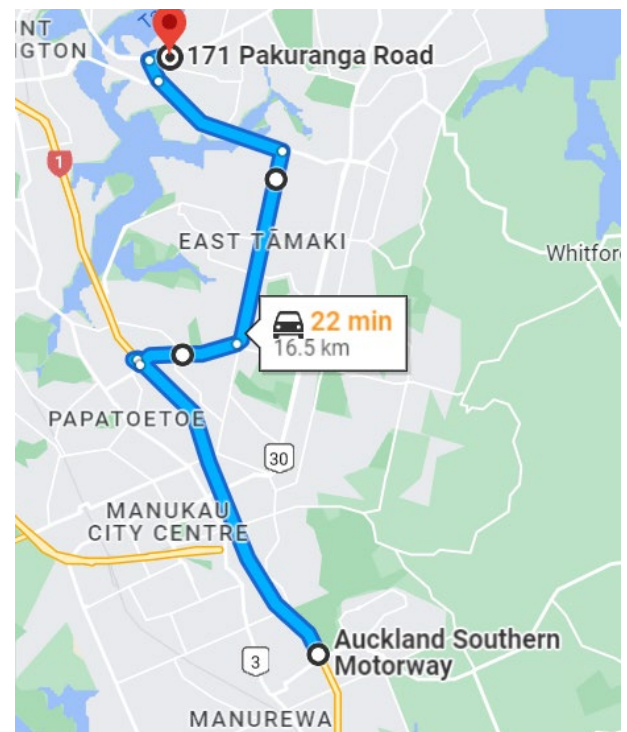 171 Pakuranga Road
1
EAST TĀMAKI
22 min
16.5 km
PAPATOETOE
30
MANUKAU
CITY CENTRE
Auckland Southern
Motorway
3
MANUREWA